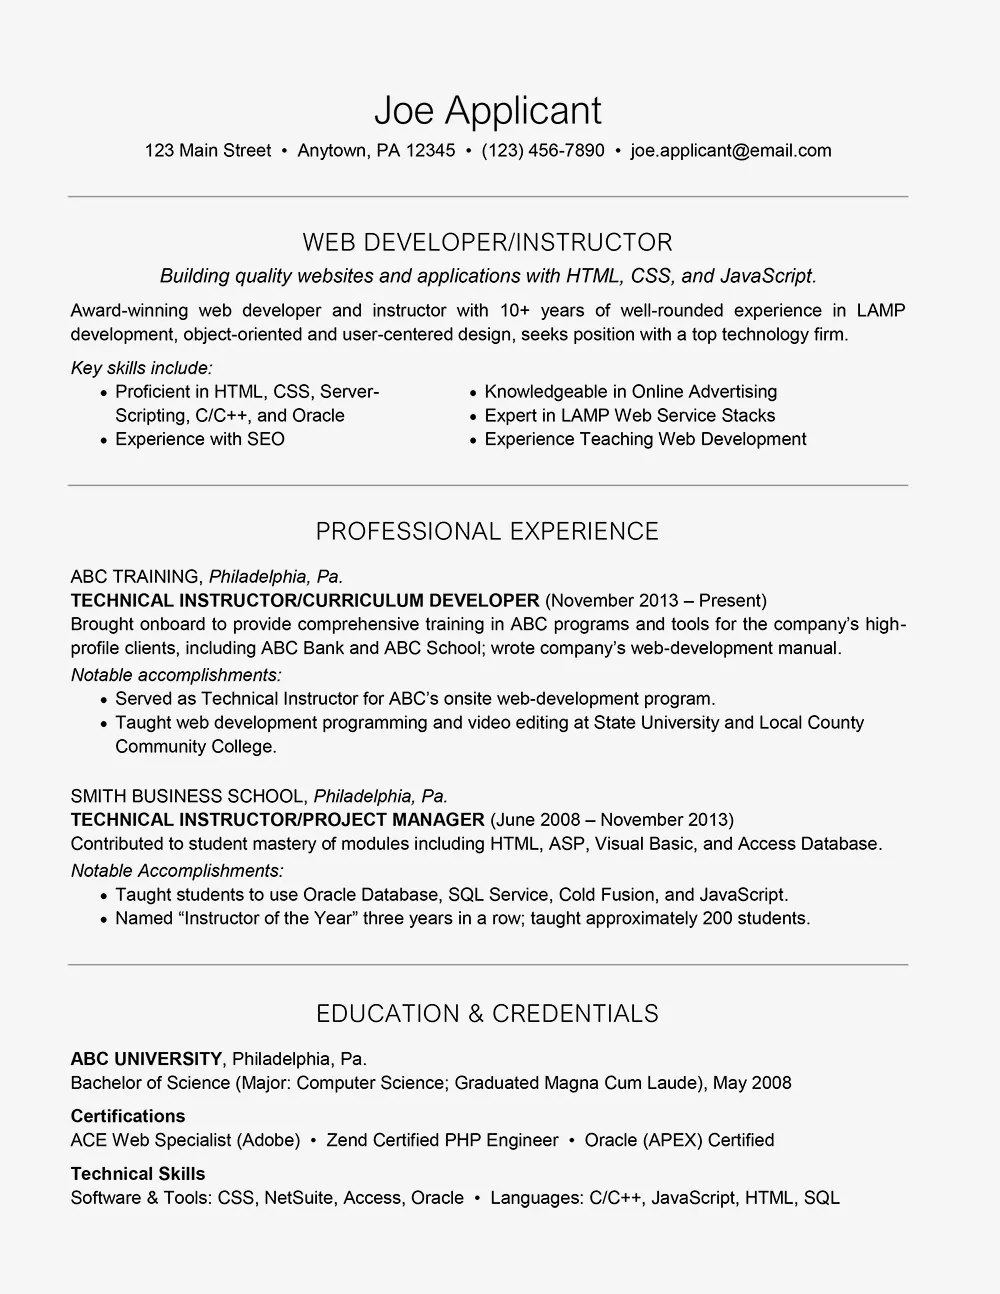 Joe Applicant
123 Main Street • Anytown, PA 12345 • (123) 456-7890 • joe.applicant@email.com
WEB DEVELOPER/INSTRUCTOR
Building quality websites and applications with HTML, CSS, and JavaScript.
Award-winning web developer and instructor with 10+ years of well-rounded experience in LAMP
development, object-oriented and user-centered design, seeks position with a top technology firm.
Key skills include:
• Proficient in HTML, CSS, Server-
Scripting, C/C++, and Oracle
• Experience with SEO
• Knowledgeable in Online Advertising
• Expert in LAMP Web Service Stacks
• Experience Teaching Web Development
PROFESSIONAL EXPERIENCE
ABC TRAINING, Philadelphia, Pa.
TECHNICAL INSTRUCTOR/CURRICULUM DEVELOPER (November 2013 – Present)
Brought onboard to provide comprehensive training in ABC programs and tools for the company’s high-
profile clients, including ABC Bank and ABC School; wrote company’s web-development manual.
Notable accomplishments:
• Served as Technical Instructor for ABC’s onsite web-development program.
• Taught web development programming and video editing at State University and Local County
Community College.
SMITH BUSINESS SCHOOL, Philadelphia, Pa.
TECHNICAL INSTRUCTOR/PROJECT MANAGER (June 2008 – November 2013)
Contributed to student mastery of modules including HTML, ASP, Visual Basic, and Access Database.
Notable Accomplishments:
• Taught students to use Oracle Database, SQL Service, Cold Fusion, and JavaScript.
• Named “Instructor of the Year” three years in a row; taught approximately 200 students.
EDUCATION & CREDENTIALS
ABC UNIVERSITY, Philadelphia, Pa.
Bachelor of Science (Major: Computer Science; Graduated Magna Cum Laude), May 2008
Certifications
ACE Web Specialist (Adobe) • Zend Certified PHP Engineer • Oracle (APEX) Certified
Technical Skills
Software & Tools: CSS, NetSuite, Access, Oracle • Languages: C/C++, JavaScript, HTML, SQL